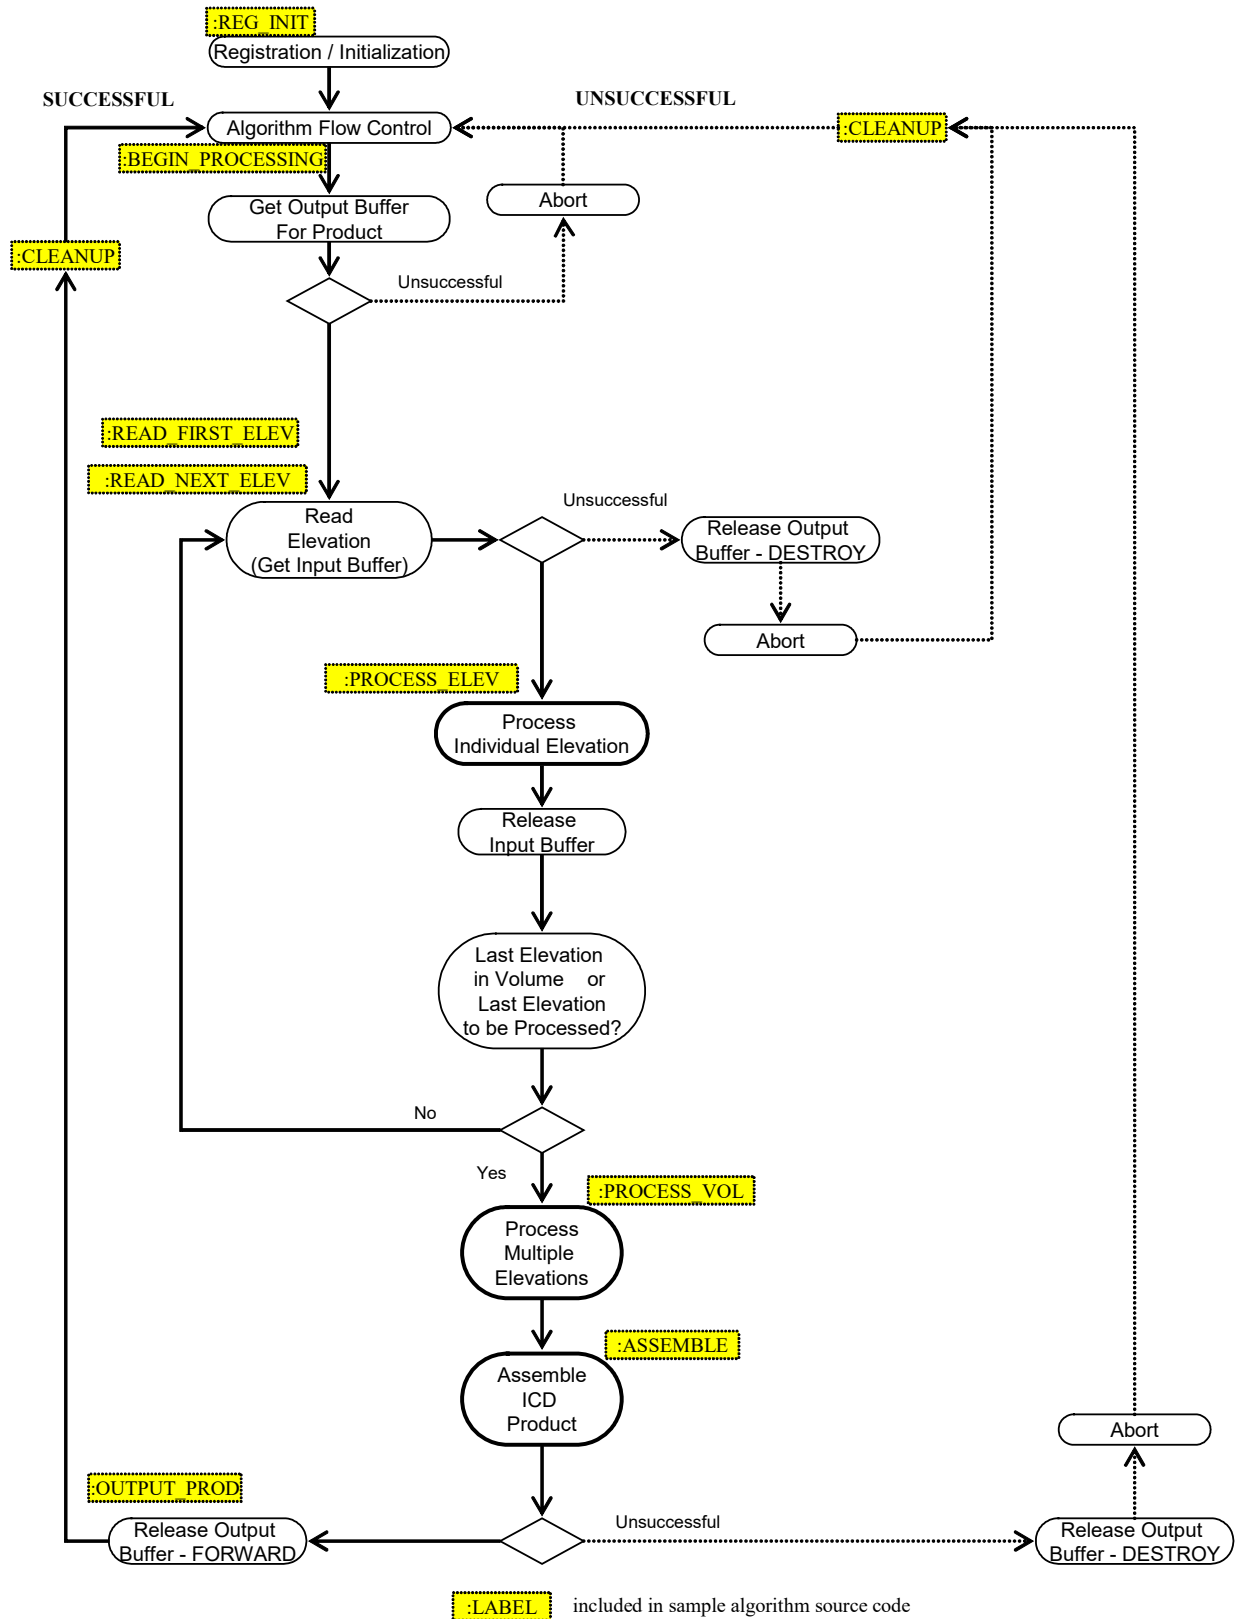 :REG_INIT
Registration / Initialization
SUCCESSFUL
UNSUCCESSFUL
Algorithm Flow Control
:CLEANUP
:BEGIN_PROCESSING
Abort
Get Output Buffer
For Product
:CLEANUP
Unsuccessful
:READ_FIRST_ELEV
:READ_NEXT_ELEV
Read
Elevation
(Get Input Buffer)
Unsuccessful
Release Output
Buffer - DESTROY
Abort
:PROCESS_ELEV
Process
Individual Elevation
Release
Input Buffer
Last Elevation
in Volume or
Last Elevation
to be Processed?
No
Yes
:PROCESS_VOL
Process
Multiple
Elevations
:ASSEMBLE
Assemble
ICD
Product
Abort
:OUTPUT_PROD
Release Output
Buffer - FORWARD
Unsuccessful
Release Output
Buffer - DESTROY
:LABEL included in sample algorithm source code